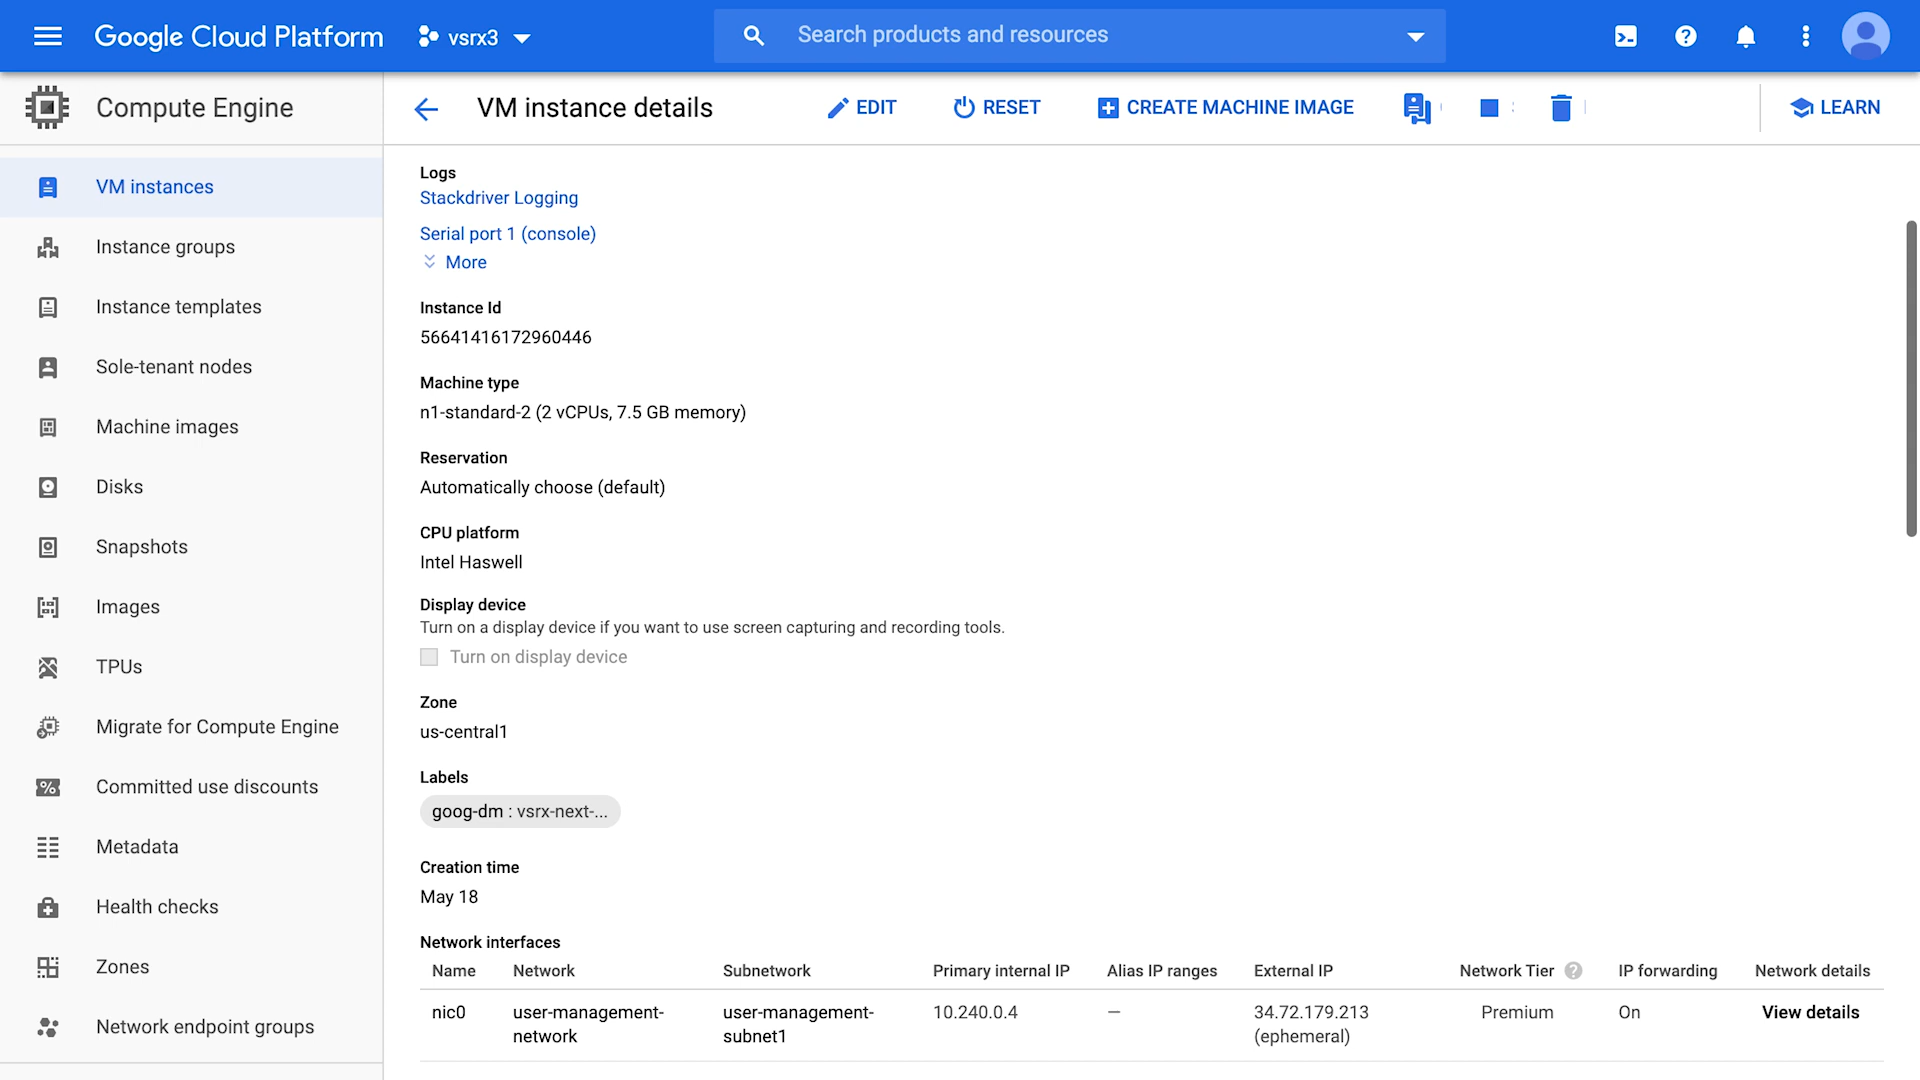 Google Cloud Platform
vsrx3
Search products and resources
Compute Engine
VM instance details
EDIT
RESET
CREATE MACHINE IMAGE
LEARN
VM instances
Instance groups
Instance templates
Sole-tenant nodes
Machine images
Disks
Snapshots
Images
TPUs
Migrate for Compute Engine
Committed use discounts
Metadata
Health checks
Zones
Network endpoint groups
Logs
Stackdriver Logging
Serial port 1 (console)
More
Instance Id
56641416172960446
Machine type
n1-standard-2 (2 vCPUs, 7.5 GB memory)
Reservation
Automatically choose (default)
CPU platform
Intel Haswell
Display device
Turn on a display device if you want to use screen capturing and recording tools.
Turn on display device
Zone
us-central1
Labels
goog-dm : vsrx-next-...
Creation time
May 18
Network interfaces
Name Network Subnetwork Primary internal IP Alias IP ranges External IP Network Tier IP forwarding Network details
nic0 user-management- user-management- 10.240.0.4 — 34.72.179.213 Premium On View details
network subnet1 (ephemeral)